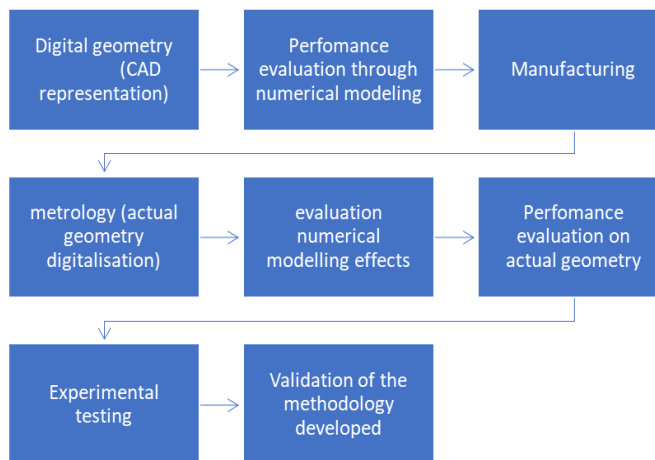 Digital geometry
(CAD
representation)
Perfomance
evaluation through
numerical modeling
Manufacturing
metrology (actual
geometry
digitalisation)
evaluation
numerical
modelling effects
Perfomance
evaluation on
actual geometry
Experimental
testing
Validation of the
methodology
developed